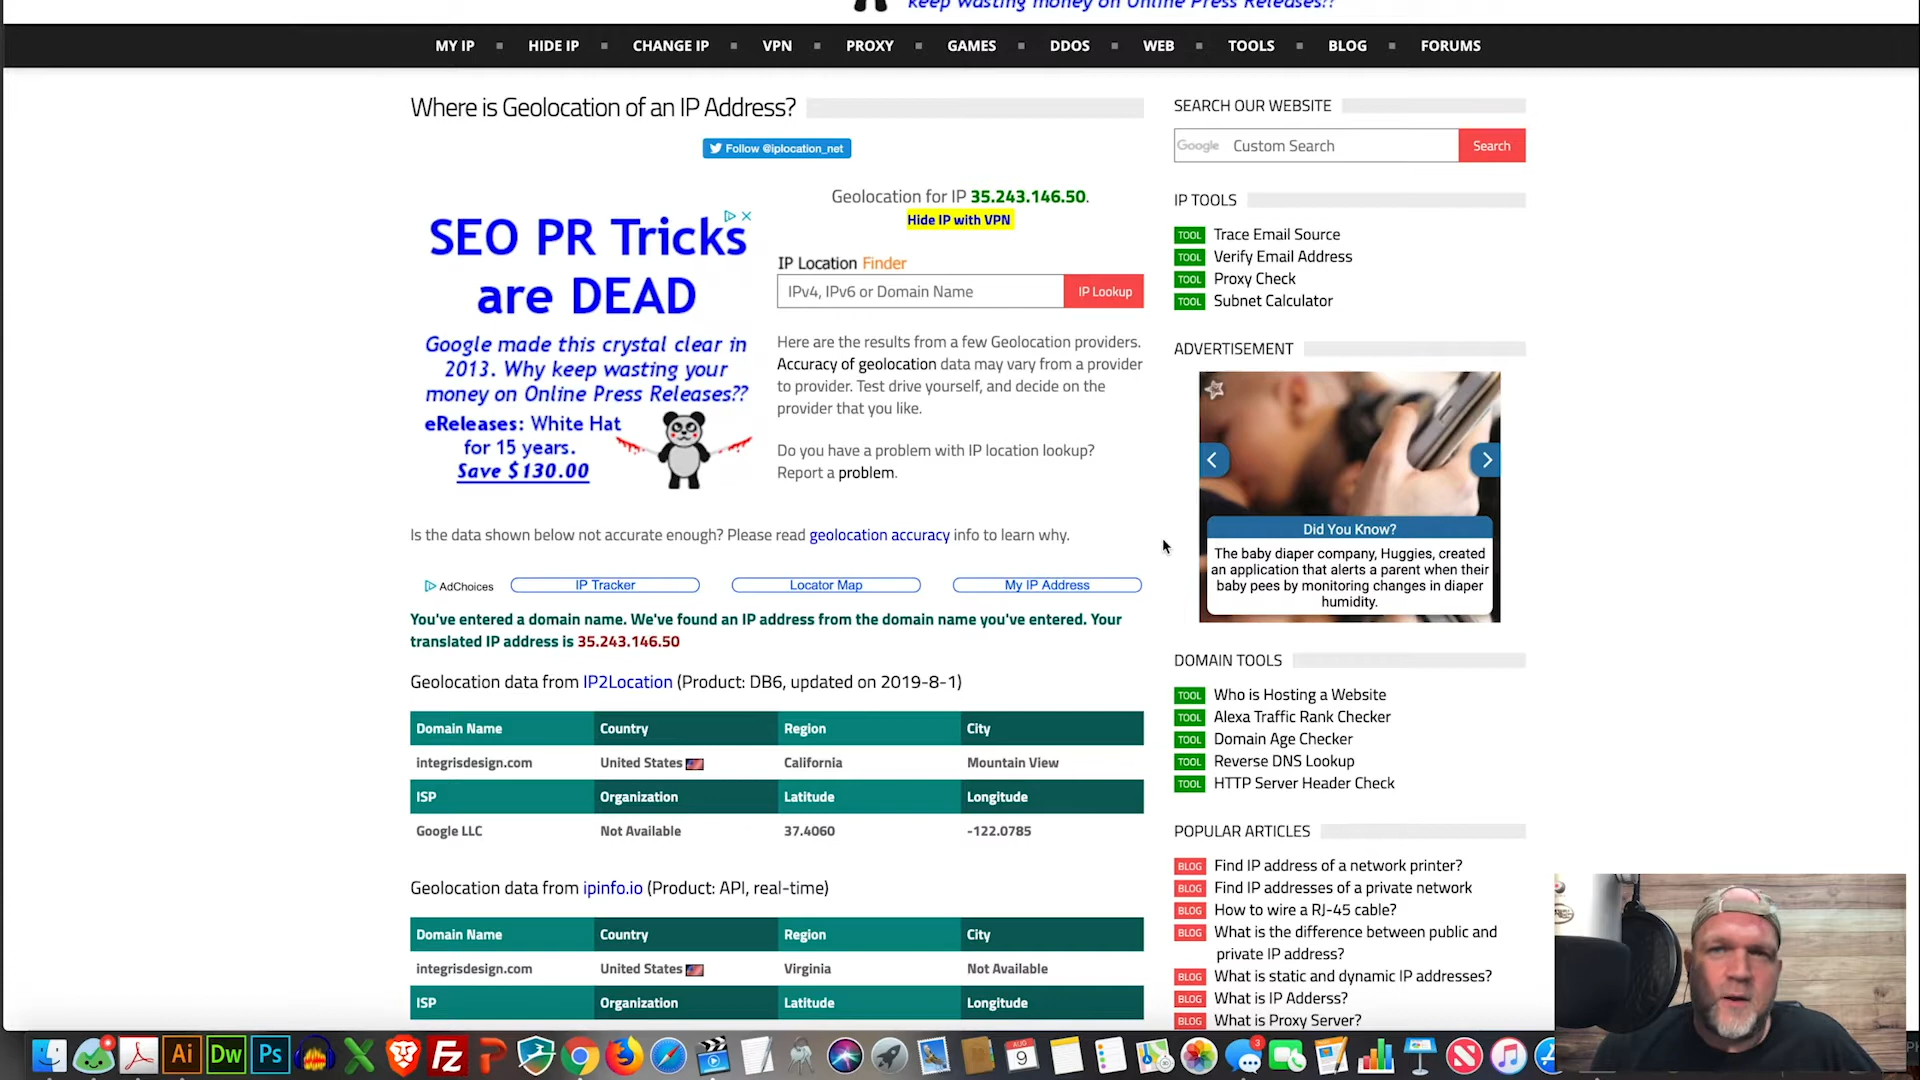 keep wasting money on Online Press Releases??
MY IP ■ HIDE IP ■ CHANGE IP ■ VPN ■ PROXY ■ GAMES ■ DDOS ■ WEB ■ TOOLS ■ BLOG ■ FORUMS
Where is Geolocation of an IP Address?
Follow @iplocation_net
SEO PR Tricks
are DEAD
Google made this crystal clear in
2013. Why keep wasting your
money on Online Press Releases??
eReleases: White Hat
for 15 years.
Save $130.00
Geolocation for IP 35.243.146.50.
Hide IP with VPN
IP Location Finder
IPv4, IPv6 or Domain Name
IP Lookup
Here are the results from a few Geolocation providers.
Accuracy of geolocation data may vary from a provider
to provider. Test drive yourself, and decide on the
provider that you like.
Do you have a problem with IP location lookup?
Report a problem.
Is the data shown below not accurate enough? Please read geolocation accuracy info to learn why.
AdChoices
IP Tracker
Locator Map
My IP Address
You've entered a domain name. We've found an IP address from the domain name you've entered. Your
translated IP address is 35.243.146.50
Geolocation data from IP2Location (Product: DB6, updated on 2019-8-1)
Domain Name Country Region City
integrisdesign.com United States California Mountain View
ISP Organization Latitude Longitude
Google LLC Not Available 37.4060 -122.0785
Geolocation data from ipinfo.io (Product: API, real-time)
Domain Name Country Region City
integrisdesign.com United States Virginia Not Available
ISP Organization Latitude Longitude
SEARCH OUR WEBSITE
Google Custom Search
Search
IP TOOLS
TOOL Trace Email Source
TOOL Verify Email Address
TOOL Proxy Check
TOOL Subnet Calculator
ADVERTISEMENT
Did You Know?
The baby diaper company, Huggies, created
an application that alerts a parent when their
baby pees by monitoring changes in diaper
humidity.
DOMAIN TOOLS
TOOL Who is Hosting a Website
TOOL Alexa Traffic Rank Checker
TOOL Domain Age Checker
TOOL Reverse DNS Lookup
TOOL HTTP Server Header Check
POPULAR ARTICLES
BLOG Find IP address of a network printer?
BLOG Find IP addresses of a private network
BLOG How to wire a RJ-45 cable?
BLOG What is the difference between public and
private IP address?
BLOG What is static and dynamic IP addresses?
BLOG What is IP Adderss?
BLOG What is Proxy Server?
Ai
Dw
Ps
Fz
AUG
9
3